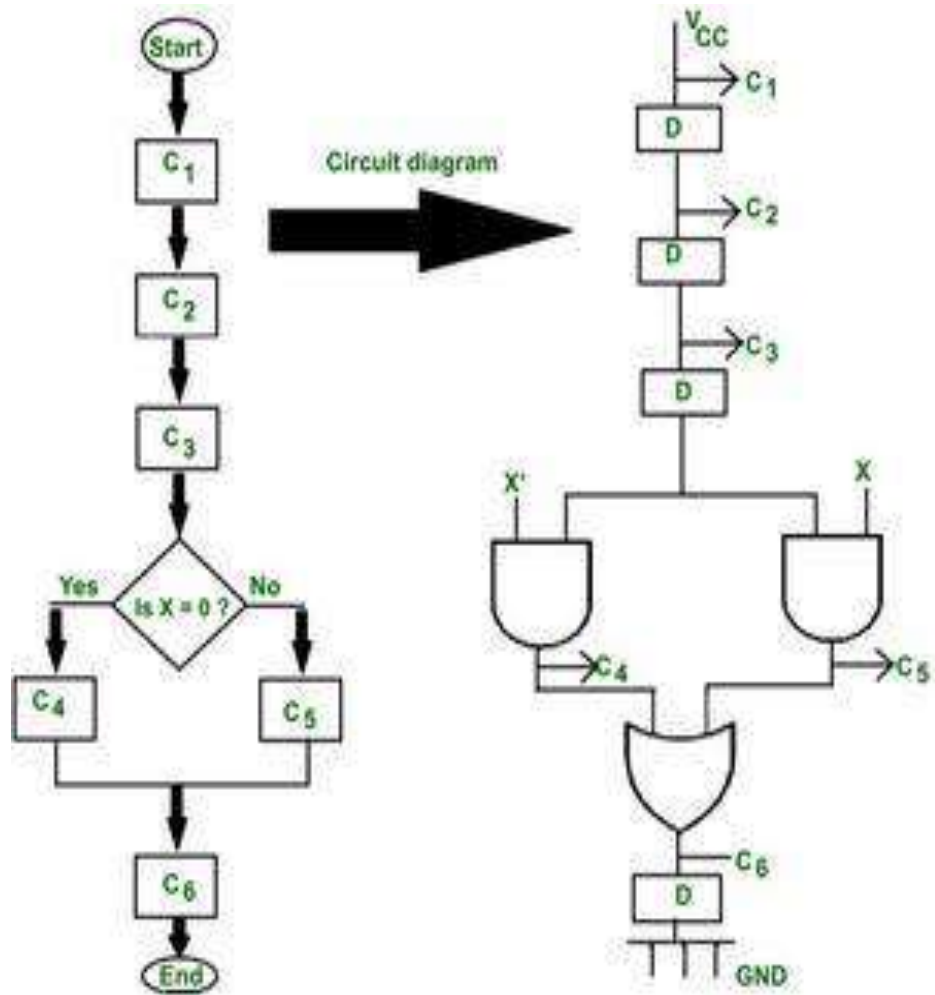 Start
C1
C2
C3
Yes
Is X = 0 ?
No
C4
C5
C6
End
Circuit diagram
VCC
C1
D
C2
D
C3
D
X'
X
C4
C5
C6
D
GND